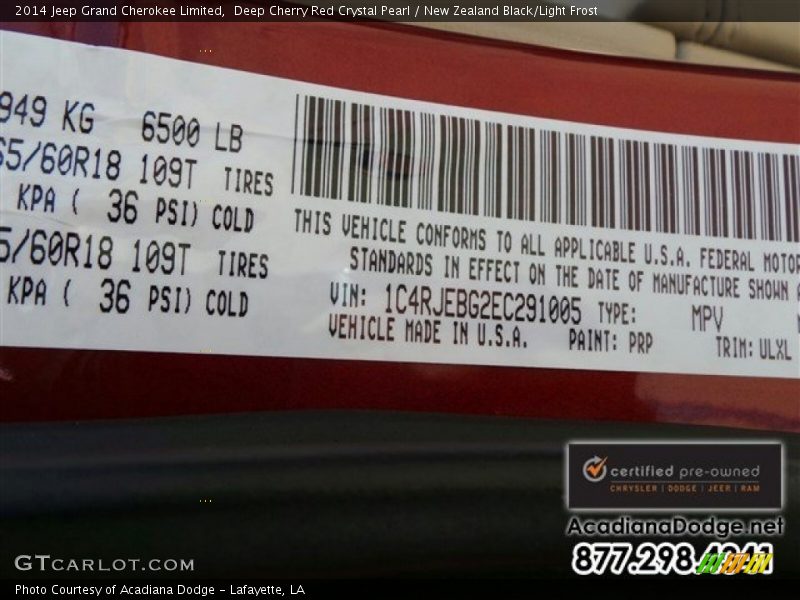 2014 Jeep Grand Cherokee Limited,  Deep Cherry Red Crystal Pearl / New Zealand Black/Light Frost
949 KG   6500 LB
65/60R18 109T   TIRES
KPA ( 36 PSI) COLD
5/60R18 109T   TIRES
KPA ( 36 PSI) COLD
THIS VEHICLE CONFORMS TO ALL APPLICABLE U.S.A. FEDERAL MOTOR
STANDARDS IN EFFECT ON THE DATE OF MANUFACTURE SHOWN A
VIN: 1C4RJEBG2EC291005 TYPE: MPV
VEHICLE MADE IN U.S.A. PAINT: PRP TRIM: ULXL
certified pre-owned
CHRYSLER | DODGE | JEEP | RAM
AcadianaDodge.net
877.298.4941
GTCARLOT.COM
Photo Courtesy of Acadiana Dodge - Lafayette, LA